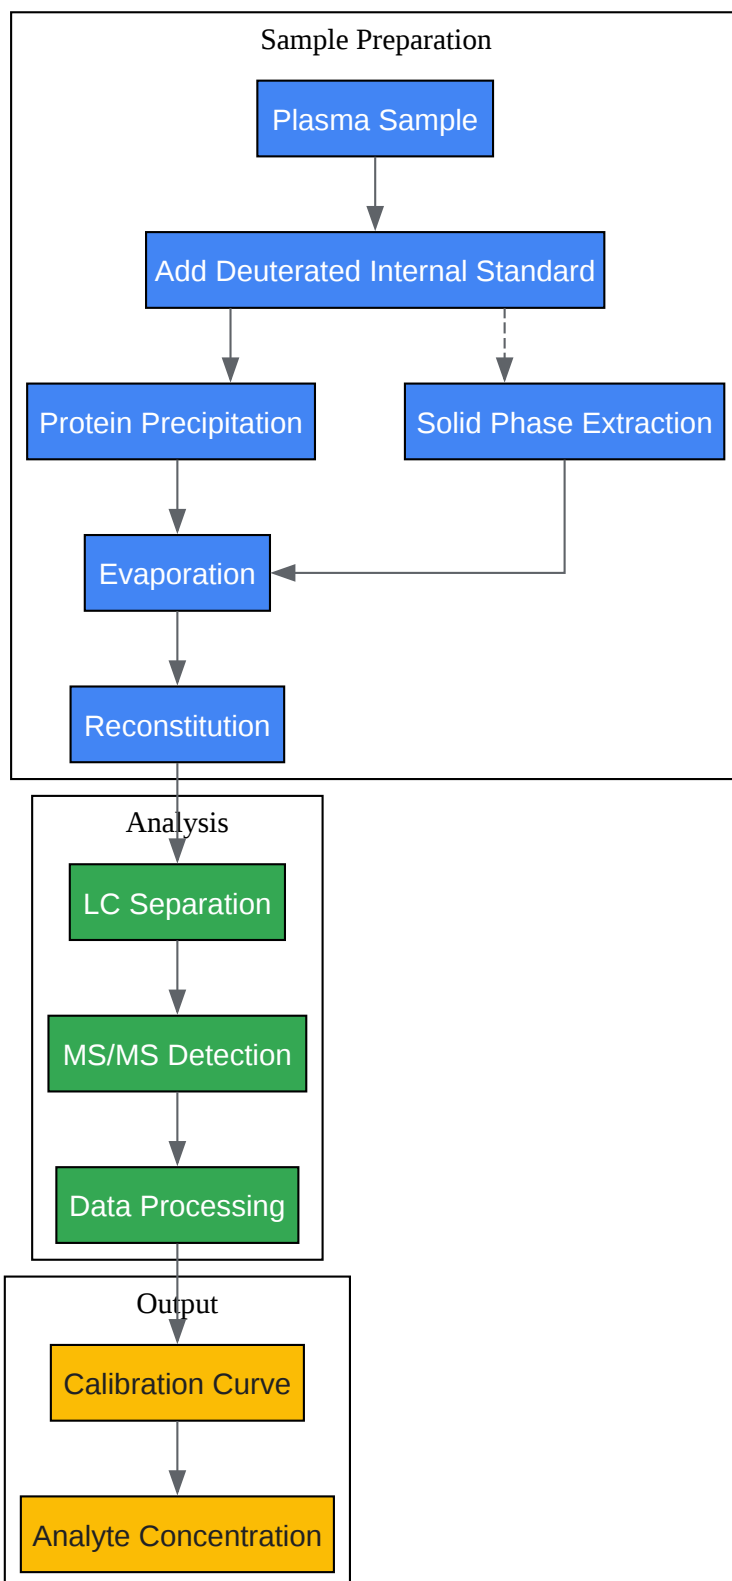 Sample Preparation
Plasma Sample
Add Deuterated Internal Standard
Protein Precipitation
Solid Phase Extraction
Evaporation
Reconstitution
Analysis
LC Separation
MS/MS Detection
Data Processing
Output
Calibration Curve
Analyte Concentration